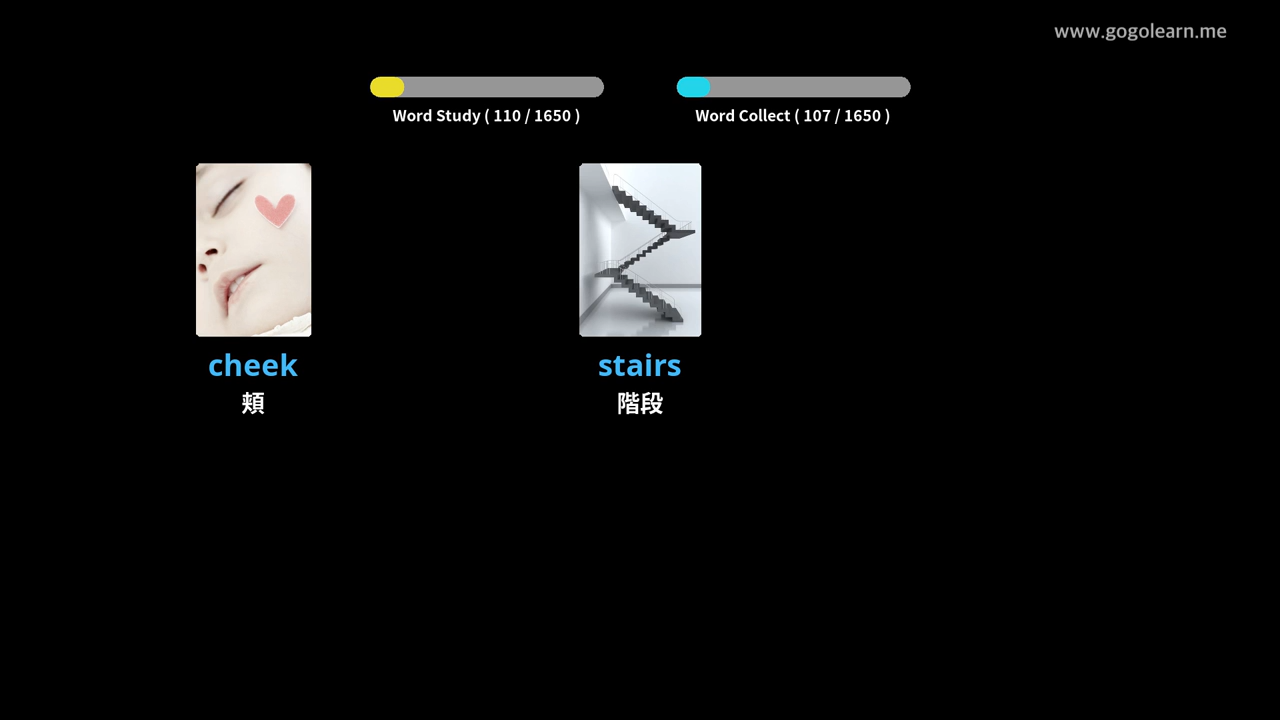 www.gogolearn.me
Word Study ( 110 / 1650 )
Word Collect ( 107 / 1650 )
cheek
頬
stairs
階段